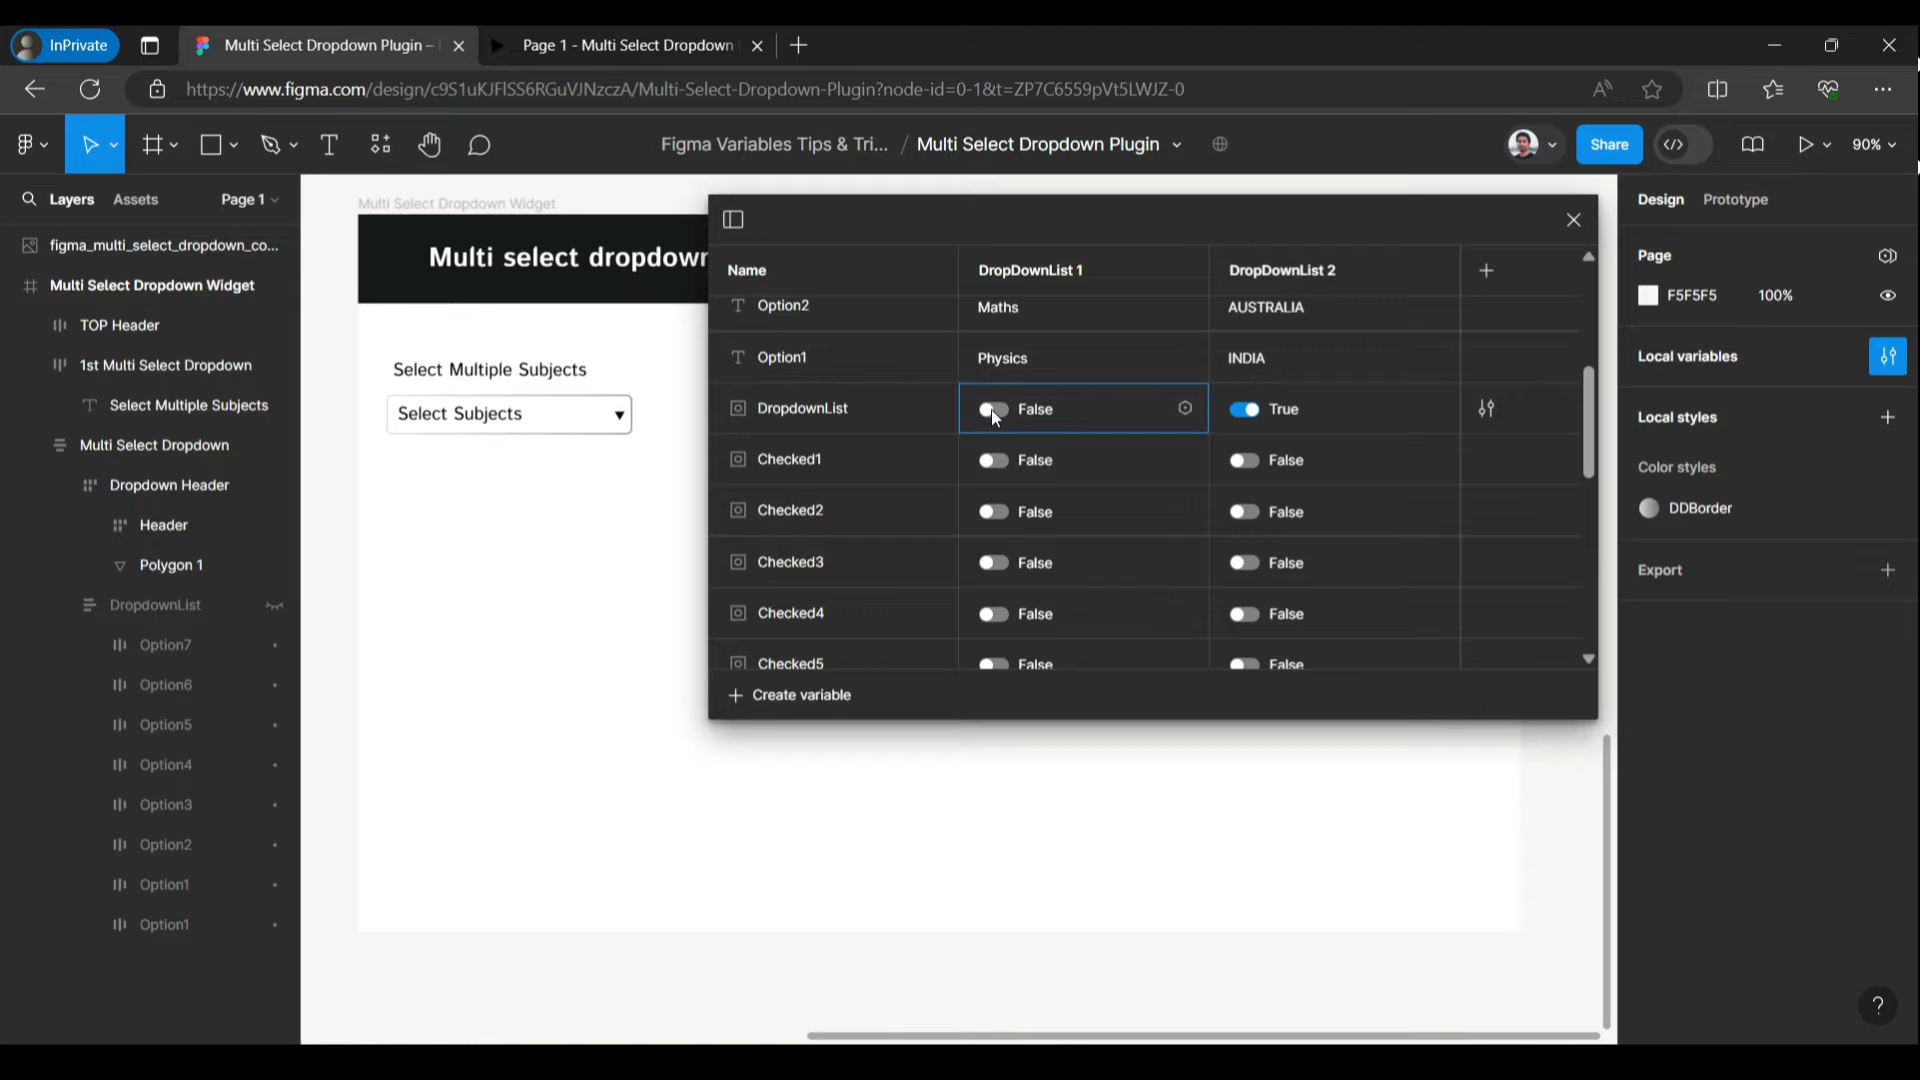 InPrivate
Multi Select Dropdown Plugin –
Page 1 - Multi Select Dropdown
https://www.figma.com/design/c9S1uKJFlSS6RGuVJNzczA/Multi-Select-Dropdown-Plugin?node-id=0-1&t=ZP7C6559pVt5LWJZ-0
Figma Variables Tips & Tri... / Multi Select Dropdown Plugin
Share
90%
Layers
Assets
Page 1
figma_multi_select_dropdown_co...
Multi Select Dropdown Widget
TOP Header
1st Multi Select Dropdown
Select Multiple Subjects
Multi Select Dropdown
Dropdown Header
Header
Polygon 1
DropdownList
Option7
Option6
Option5
Option4
Option3
Option2
Option1
Option1
Multi Select Dropdown Widget
Multi select dropdown
Select Multiple Subjects
Select Subjects
Name DropDownList 1 DropDownList 2
Option2 Maths AUSTRALIA
Option1 Physics INDIA
DropdownList False True
Checked1 False False
Checked2 False False
Checked3 False False
Checked4 False False
Checked5 False False
Create variable
Design
Prototype
Page
F5F5F5 100%
Local variables
Local styles
Color styles
DDBorder
Export
?